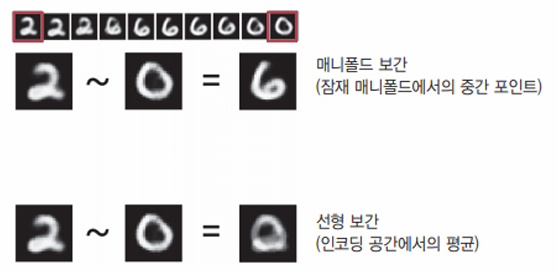 2 2 2 6 6 6 6 6 0 0
2 ~ 0 = 6
매니폴드 보간
(잠재 매니폴드에서의 중간 포인트)
2 ~ 0 =
선형 보간
(인코딩 공간에서의 평균)